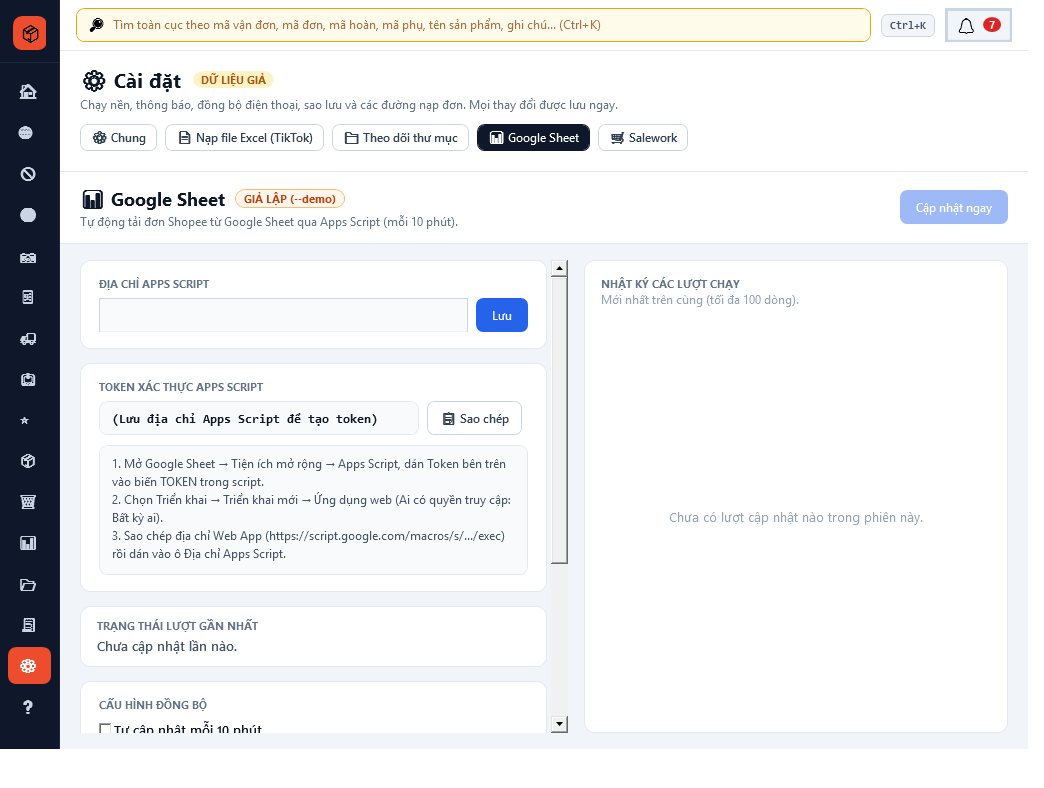 Tìm toàn cục theo mã vận đơn, mã đơn, mã hoàn, mã phụ, tên sản phẩm, ghi chú... (Ctrl+K)
Ctrl+K
7
Cài đặt
DỮ LIỆU GIẢ
Chạy nền, thông báo, đồng bộ điện thoại, sao lưu và các đường nạp đơn. Mọi thay đổi được lưu ngay.
Chung
Nạp file Excel (TikTok)
Theo dõi thư mục
Google Sheet
Salework
Google Sheet
GIẢ LẬP (--demo)
Tự động tải đơn Shopee từ Google Sheet qua Apps Script (mỗi 10 phút).
Cập nhật ngay
ĐỊA CHỈ APPS SCRIPT
Lưu
TOKEN XÁC THỰC APPS SCRIPT
(Lưu địa chỉ Apps Script để tạo token)
Sao chép
1. Mở Google Sheet → Tiện ích mở rộng → Apps Script, dán Token bên trên
vào biến TOKEN trong script.
2. Chọn Triển khai → Triển khai mới → Ứng dụng web (Ai có quyền truy cập:
Bất kỳ ai).
3. Sao chép địa chỉ Web App (https://script.google.com/macros/s/.../exec)
rồi dán vào ô Địa chỉ Apps Script.
TRẠNG THÁI LƯỢT GẦN NHẤT
Chưa cập nhật lần nào.
CẤU HÌNH ĐỒNG BỘ
Tự cập nhật mỗi 10 phút
NHẬT KÝ CÁC LƯỢT CHẠY
Mới nhất trên cùng (tối đa 100 dòng).
Chưa có lượt cập nhật nào trong phiên này.